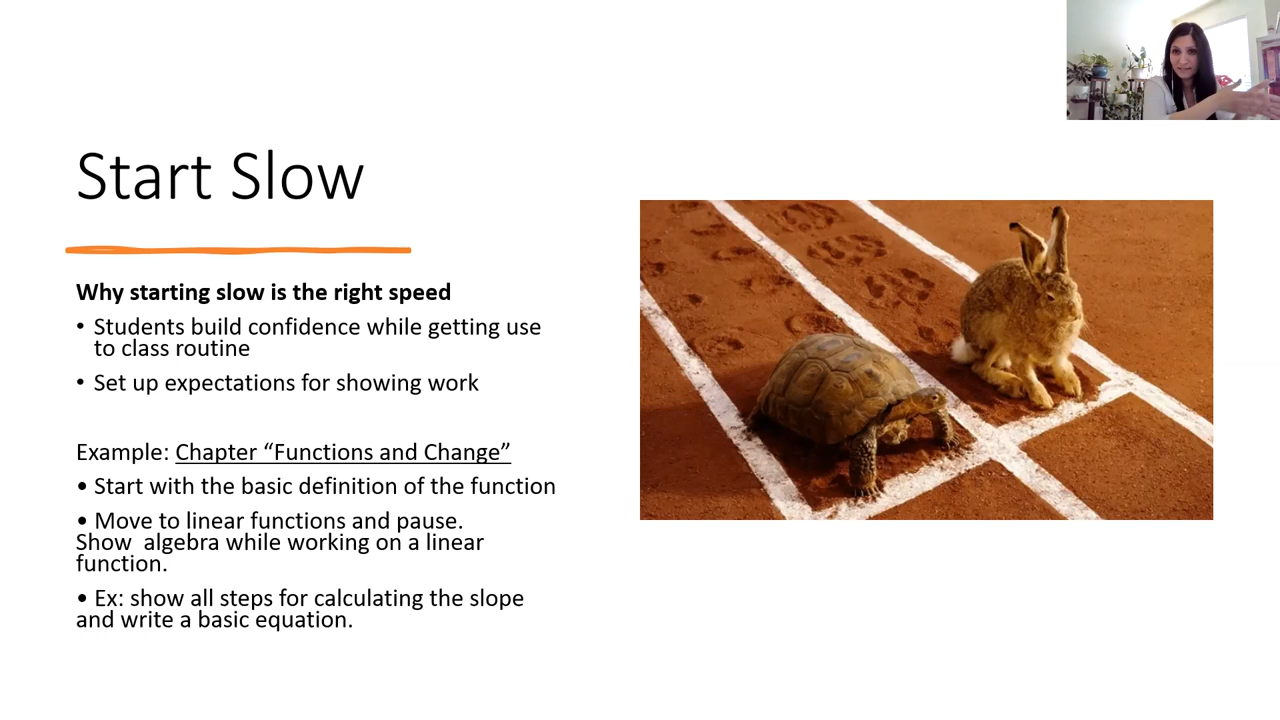 Start Slow
Why starting slow is the right speed
• Students build confidence while getting use
to class routine
• Set up expectations for showing work
Example: Chapter “Functions and Change”
• Start with the basic definition of the function
• Move to linear functions and pause.
Show  algebra while working on a linear
function.
• Ex: show all steps for calculating the slope
and write a basic equation.